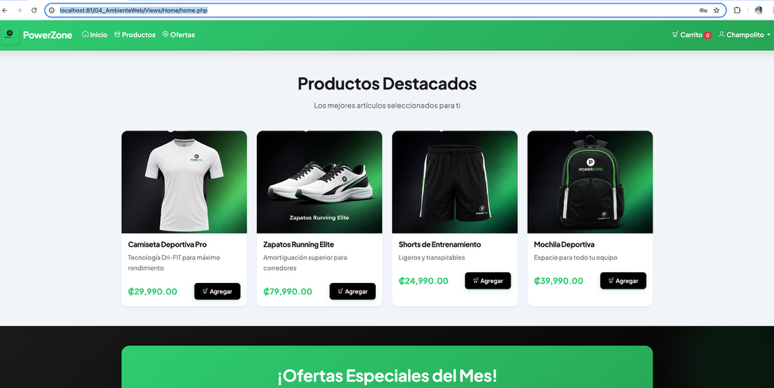 localhost:81/G4_AmbienteWeb/Views/Home/home.php
PowerZone Inicio Productos Ofertas Carrito 0 Champolito
Productos Destacados
Los mejores artículos seleccionados para ti
POWERZONE
Zapatos Running Elite
Camiseta Deportiva Pro
Tecnología Dri-FIT para máximo
rendimiento
₡29,990.00 Agregar
Zapatos Running Elite
Amortiguación superior para
corredores
₡79,990.00 Agregar
Shorts de Entrenamiento
Ligeros y transpirables
₡24,990.00 Agregar
Mochila Deportiva
Espacio para todo tu equipo
₡39,990.00 Agregar
¡Ofertas Especiales del Mes!